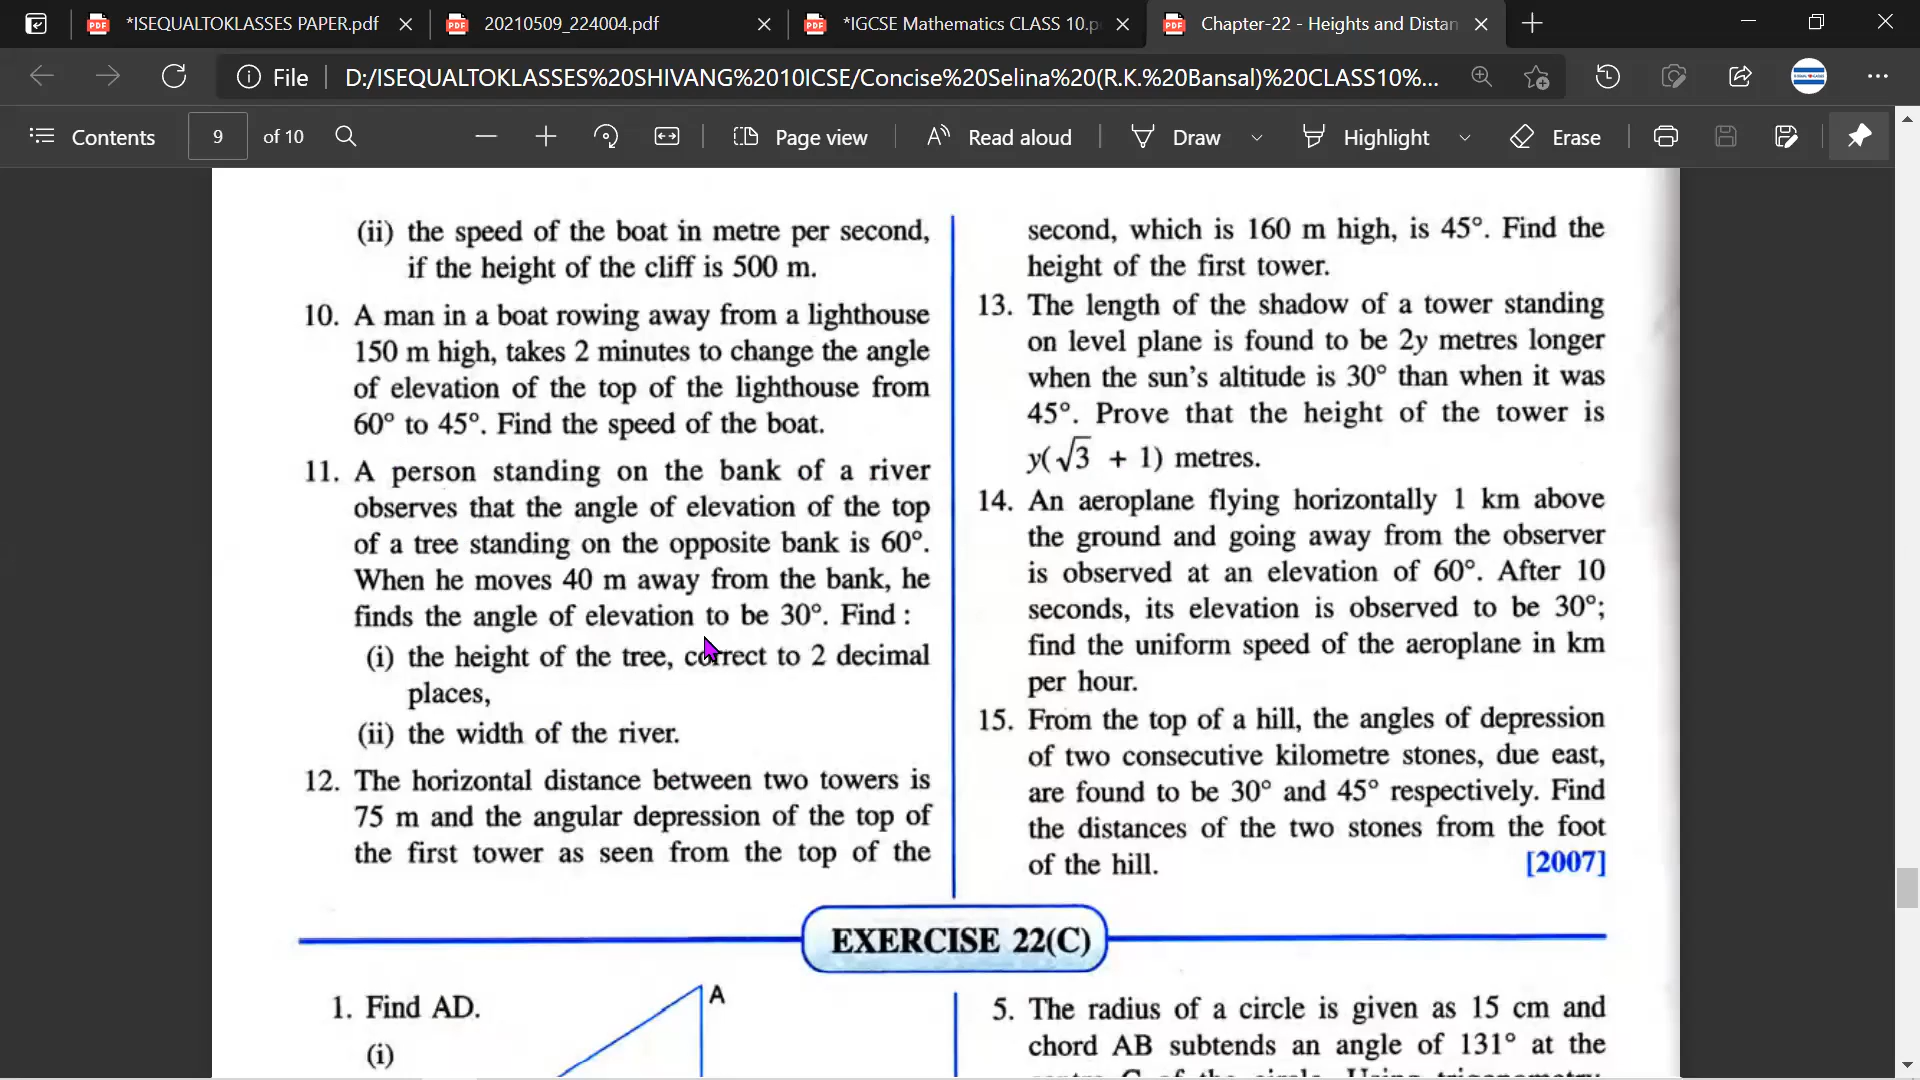 *ISEQUALTOKLASSES PAPER.pdf
20210509_224004.pdf
*IGCSE Mathematics CLASS 10.p
Chapter-22 - Heights and Distan
File
D:/ISEQUALTOKLASSES%20SHIVANG%2010ICSE/Concise%20Selina%20(R.K.%20Bansal)%20CLASS10%...
Contents
9
of 10
Page view
Read aloud
Draw
Highlight
Erase
(ii) the speed of the boat in metre per second,
if the height of the cliff is 500 m.
10. A man in a boat rowing away from a lighthouse
150 m high, takes 2 minutes to change the angle
of elevation of the top of the lighthouse from
60° to 45°. Find the speed of the boat.
11. A person standing on the bank of a river
observes that the angle of elevation of the top
of a tree standing on the opposite bank is 60°.
When he moves 40 m away from the bank, he
finds the angle of elevation to be 30°. Find :
(i) the height of the tree, correct to 2 decimal
places,
(ii) the width of the river.
12. The horizontal distance between two towers is
75 m and the angular depression of the top of
the first tower as seen from the top of the
second, which is 160 m high, is 45°. Find the
height of the first tower.
13. The length of the shadow of a tower standing
on level plane is found to be 2y metres longer
when the sun's altitude is 30° than when it was
45°. Prove that the height of the tower is
y(√3 + 1) metres.
14. An aeroplane flying horizontally 1 km above
the ground and going away from the observer
is observed at an elevation of 60°. After 10
seconds, its elevation is observed to be 30°;
find the uniform speed of the aeroplane in km
per hour.
15. From the top of a hill, the angles of depression
of two consecutive kilometre stones, due east,
are found to be 30° and 45° respectively. Find
the distances of the two stones from the foot
of the hill. [2007]
EXERCISE 22(C)
1. Find AD.
(i)
A
5. The radius of a circle is given as 15 cm and
chord AB subtends an angle of 131° at the